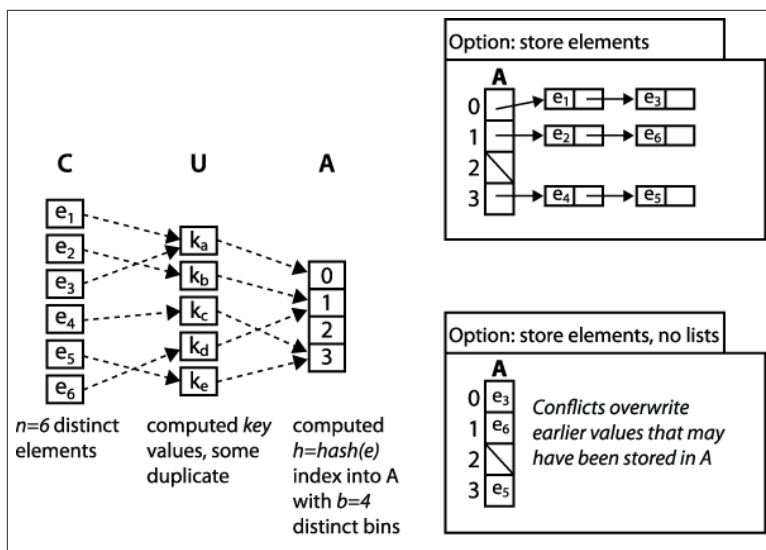 C
U
A
e1
e2
e3
e4
e5
e6
ka
kb
kc
kd
ke
0
1
2
3
n=6 distinct
elements
computed key
values, some
duplicate
computed
h=hash(e)
index into A
with b=4
distinct bins
Option: store elements
A
0 e1 e3
1 e2 e6
2
3 e4 e5
Option: store elements, no lists
A
0 e3
1 e6
2
3 e5
Conflicts overwrite
earlier values that may
have been stored in A